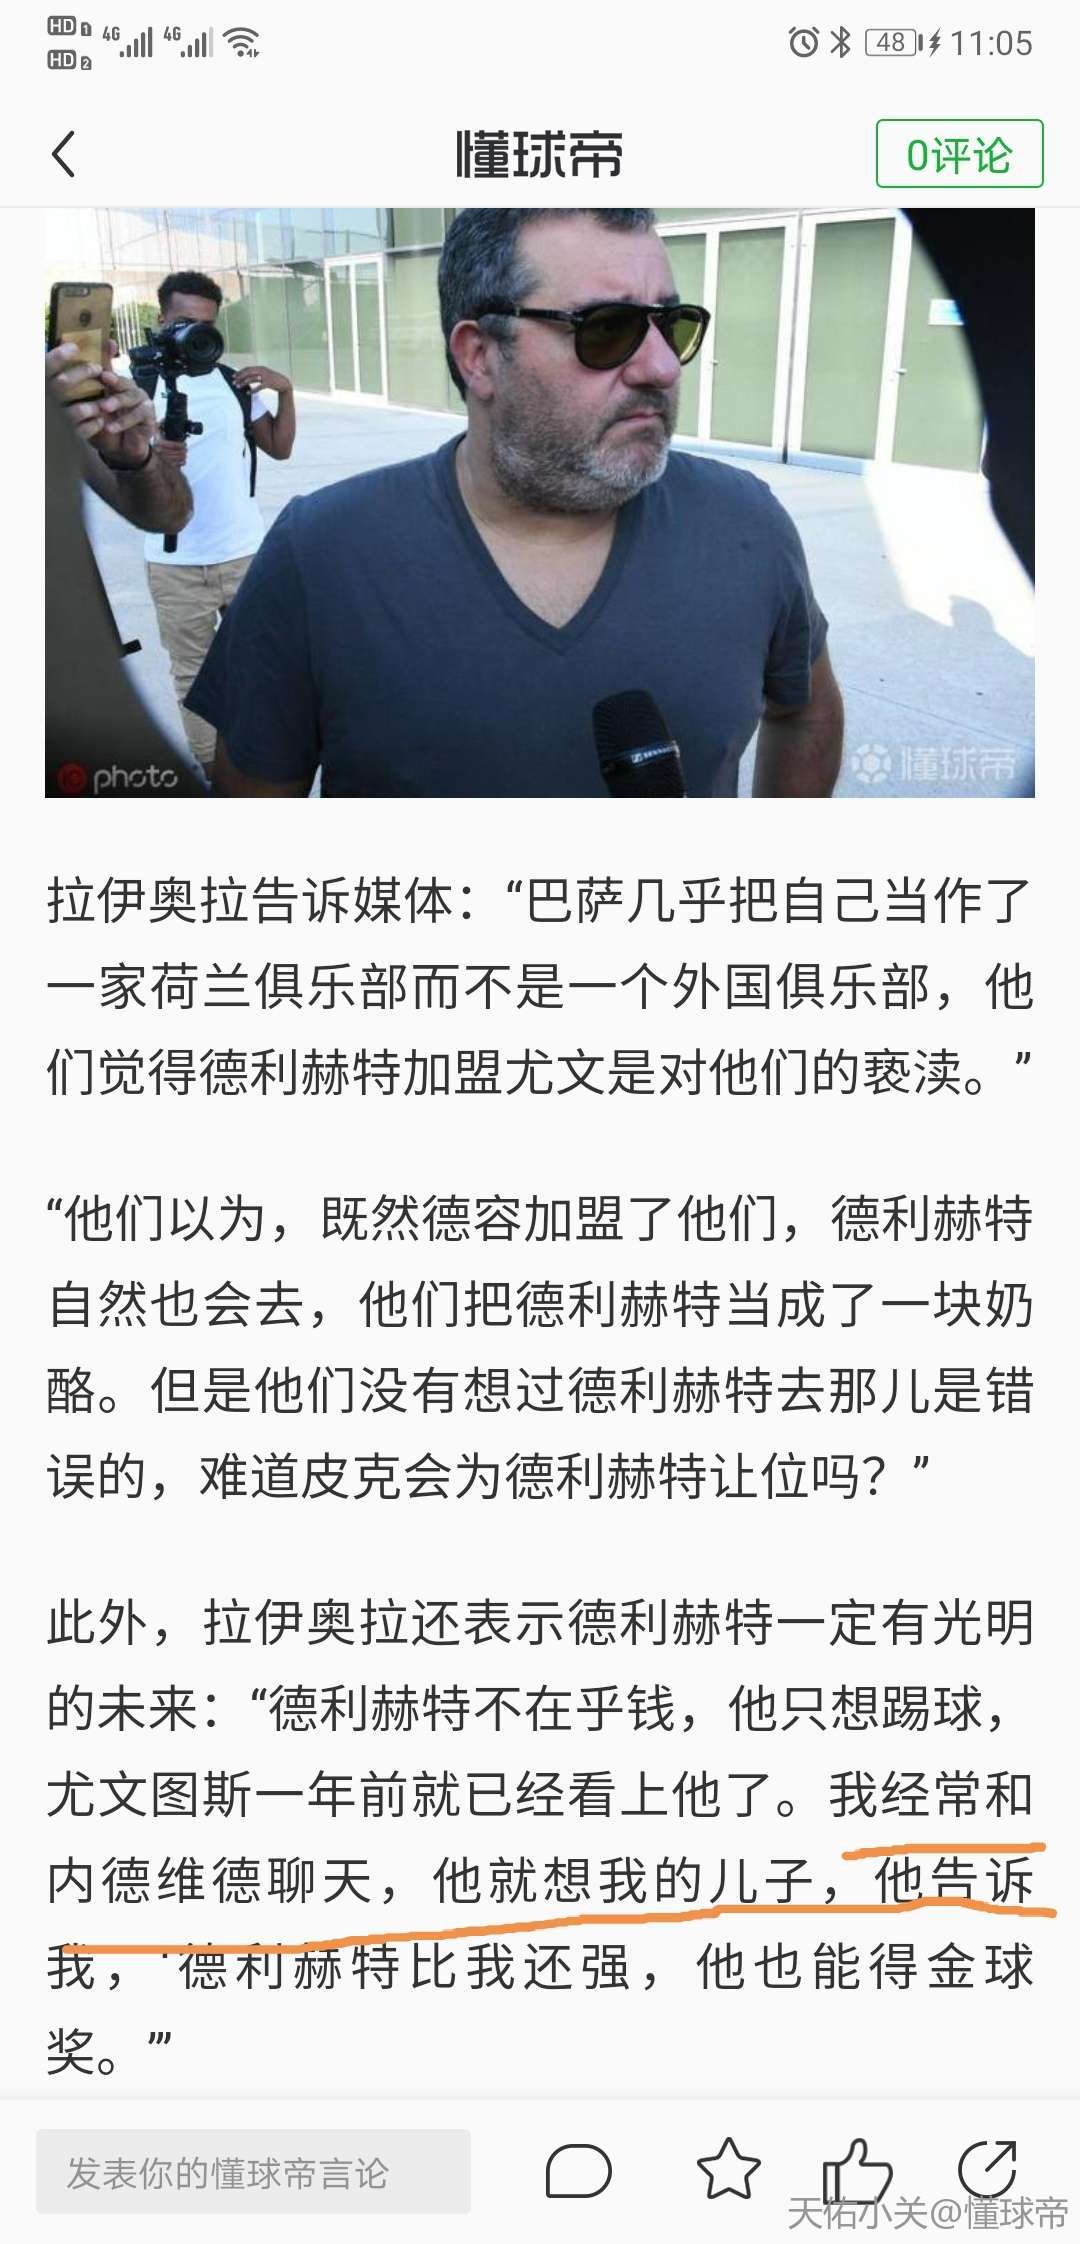 HD 1 4G 4G
HD 2
48 11:05
懂球帝
0评论
photo
懂球帝
拉伊奥拉告诉媒体：“巴萨几乎把自己当作了
一家荷兰俱乐部而不是一个外国俱乐部，他
们觉得德利赫特加盟尤文是对他们的亵渎。”
“他们以为，既然德容加盟了他们，德利赫特
自然也会去，他们把德利赫特当成了一块奶
酪。但是他们没有想过德利赫特去那儿是错
误的，难道皮克会为德利赫特让位吗？”
此外，拉伊奥拉还表示德利赫特一定有光明
的未来：“德利赫特不在乎钱，他只想踢球，
尤文图斯一年前就已经看上他了。我经常和
内德维德聊天，他就想我的儿子，他告诉
我，‘德利赫特比我还强，他也能得金球
奖。’”
发表你的懂球帝言论
天佑小关@懂球帝